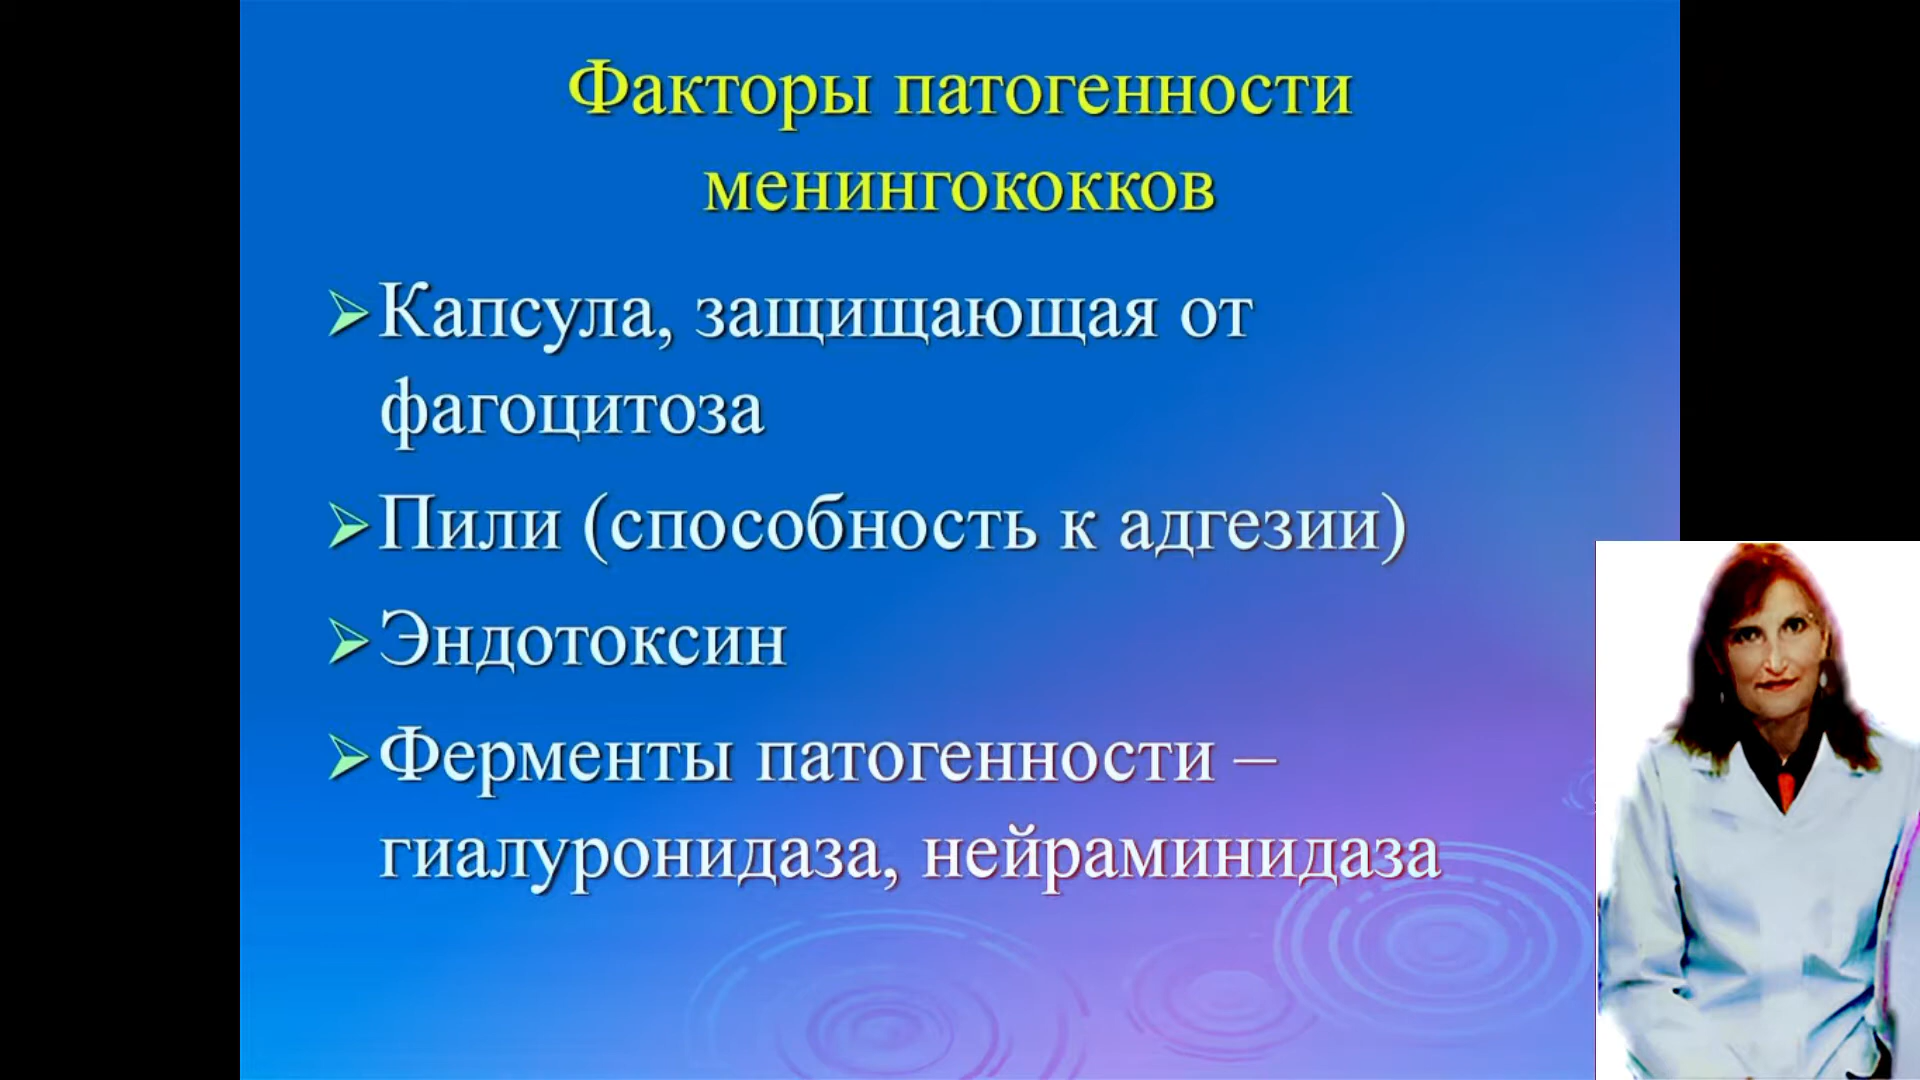 Факторы патогенности
менингококков
Капсула, защищающая от
фагоцитоза
Пили (способность к адгезии)
Эндотоксин
Ферменты патогенности –
гиалуронидаза, нейраминидаза